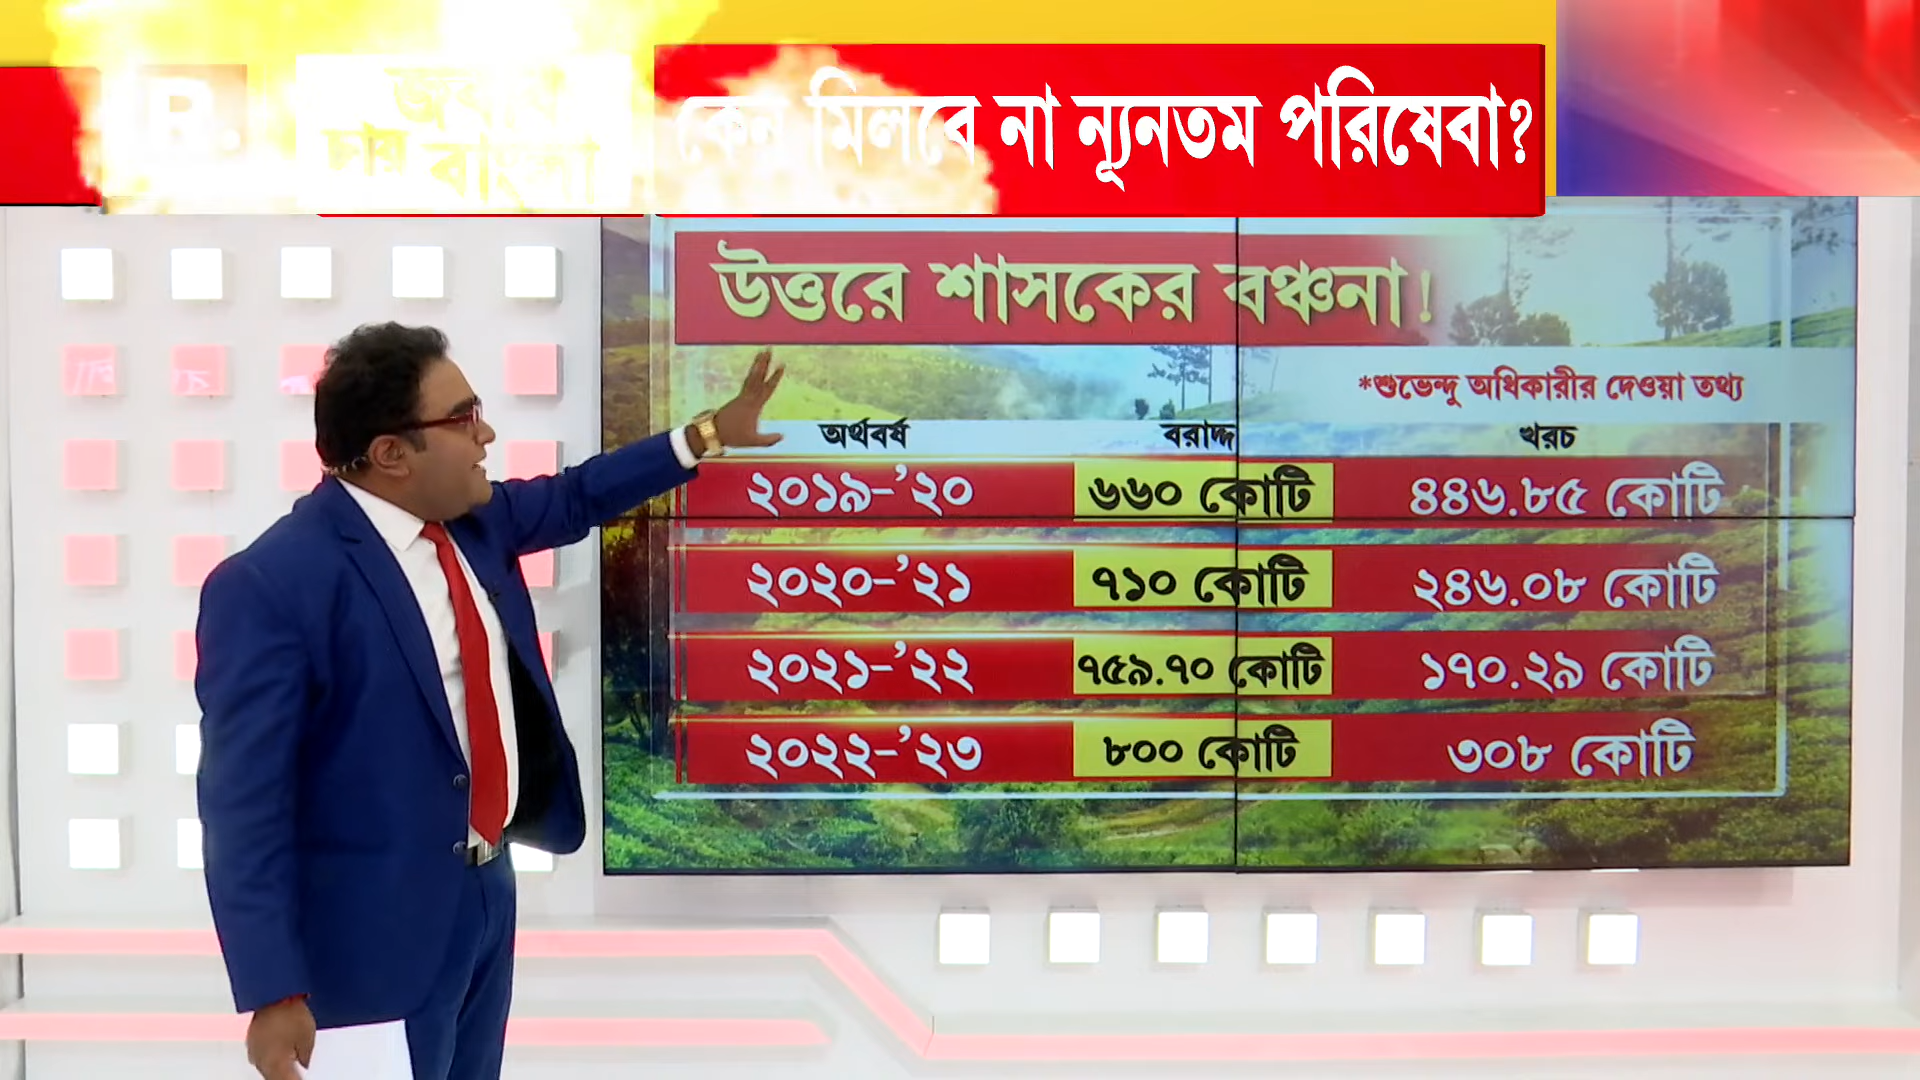 R.
জবাব
চায় বাংলা
কেন মিলবে না ন্যূনতম পরিষেবা?
উত্তরে শাসকের বঞ্চনা!
*শুভেন্দু অধিকারীর দেওয়া তথ্য
অর্থবর্ষ বরাদ্দ খরচ
২০১৯-’২০ ৬৬০ কোটি ৪৪৬.৮৫ কোটি
২০২০-’২১ ৭১০ কোটি ২৪৬.০৮ কোটি
২০২১-’২২ ৭৫৯.৭০ কোটি ১৭০.২৯ কোটি
২০২২-’২৩ ৮০০ কোটি ৩০৮ কোটি